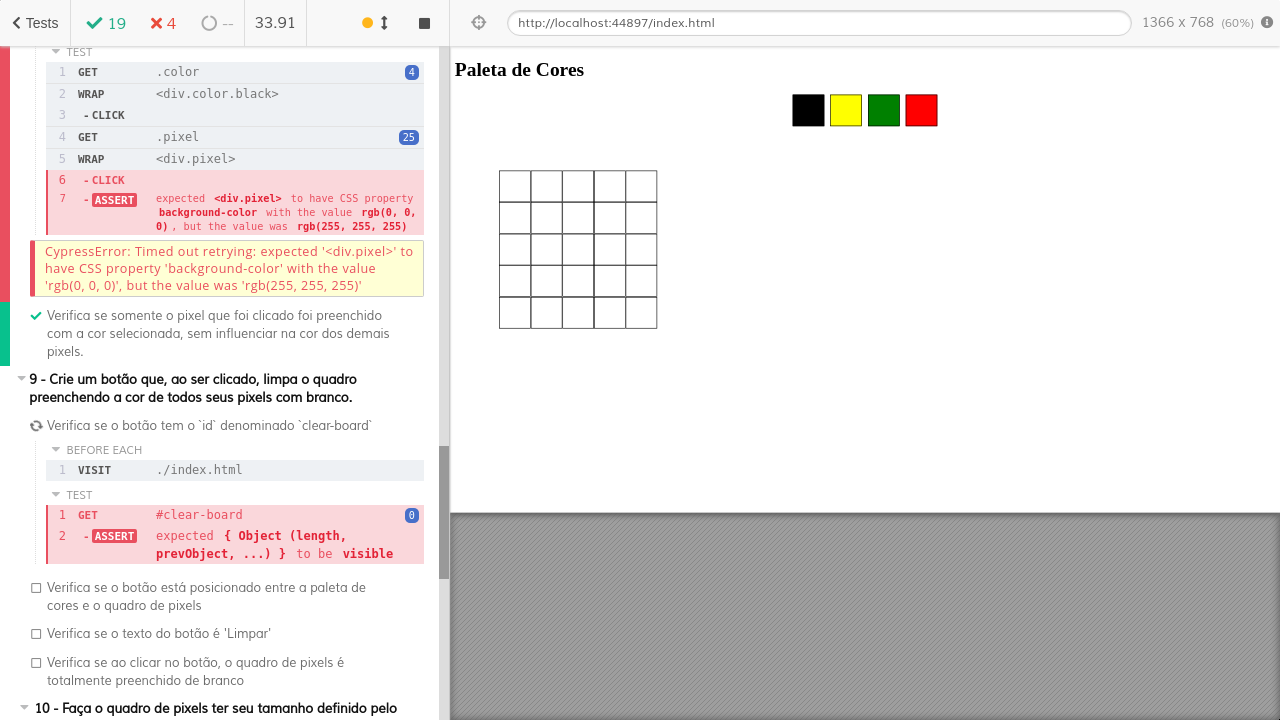 Tests
19
4
--
33.91
http://localhost:44897/index.html
1366 x 768 (60%)
TEST
1 GET .color 4
2 WRAP <div.color.black>
3 - CLICK
4 GET .pixel 25
5 WRAP <div.pixel>
6 - CLICK
7 - ASSERT expected <div.pixel> to have CSS property
background-color with the value rgb(0, 0,
0) , but the value was rgb(255, 255, 255)
CypressError: Timed out retrying: expected '<div.pixel>' to
have CSS property 'background-color' with the value
'rgb(0, 0, 0)', but the value was 'rgb(255, 255, 255)'
Verifica se somente o pixel que foi clicado foi preenchido
com a cor selecionada, sem influenciar na cor dos demais
pixels.
9 - Crie um botão que, ao ser clicado, limpa o quadro
preenchendo a cor de todos seus pixels com branco.
Verifica se o botão tem o `id` denominado `clear-board`
BEFORE EACH
1 VISIT ./index.html
TEST
1 GET #clear-board 0
2 - ASSERT expected { Object (length,
prevObject, ...) } to be visible
Verifica se o botão está posicionado entre a paleta de
cores e o quadro de pixels
Verifica se o texto do botão é 'Limpar'
Verifica se ao clicar no botão, o quadro de pixels é
totalmente preenchido de branco
10 - Faça o quadro de pixels ter seu tamanho definido pelo
Paleta de Cores